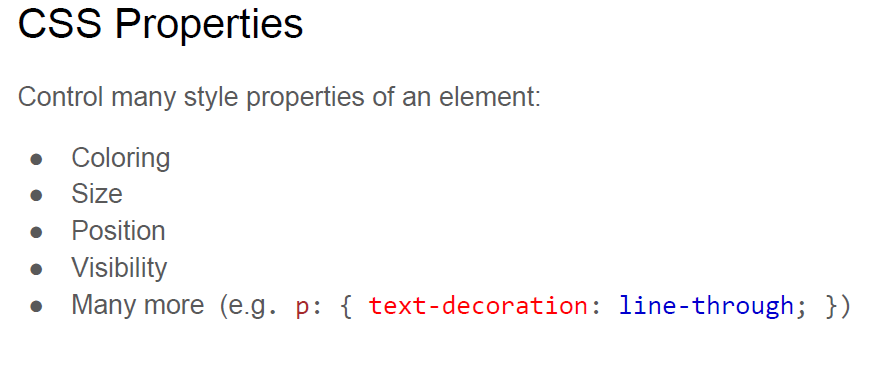 CSS Properties
Control many style properties of an element:
● Coloring
● Size
● Position
● Visibility
● Many more (e.g. p: { text-decoration: line-through; })